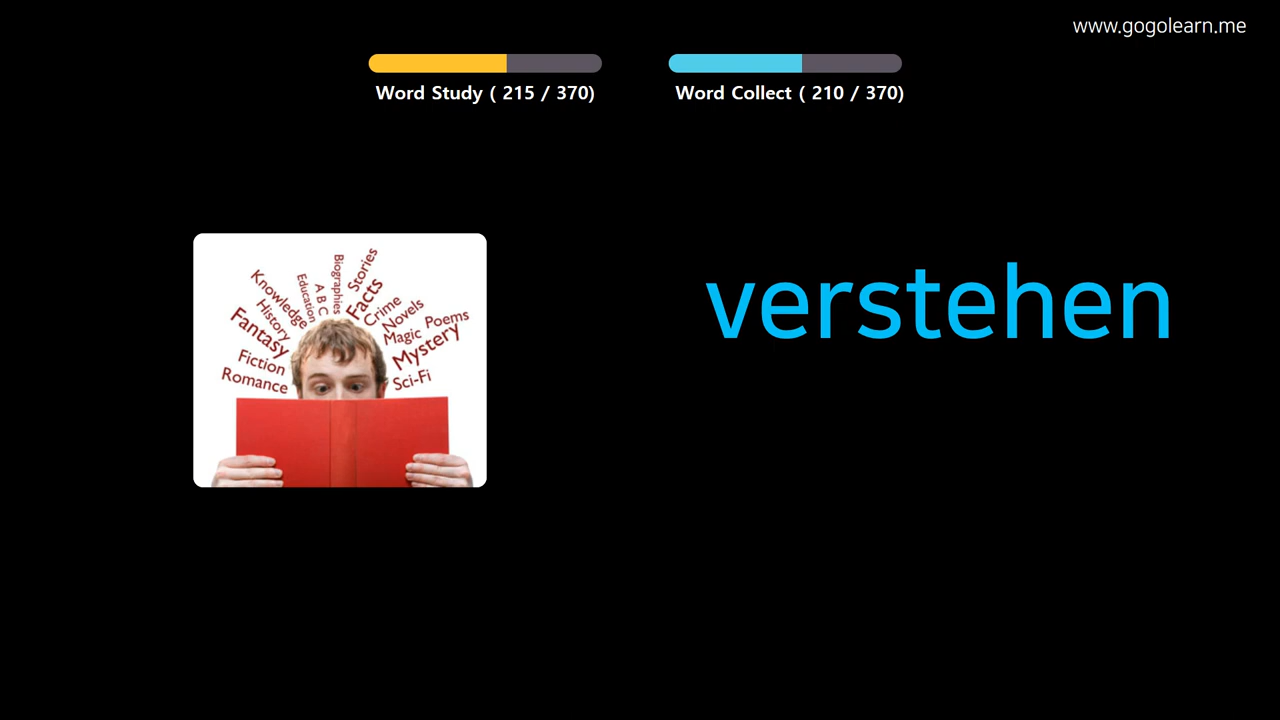 www.gogolearn.me
Word Study ( 215 / 370)
Word Collect ( 210 / 370)
verstehen
Romance
Fiction
Fantasy
History
Knowledge
Education
A B C
Biographies
Stories
Facts
Crime
Novels
Magic
Poems
Mystery
Sci-Fi